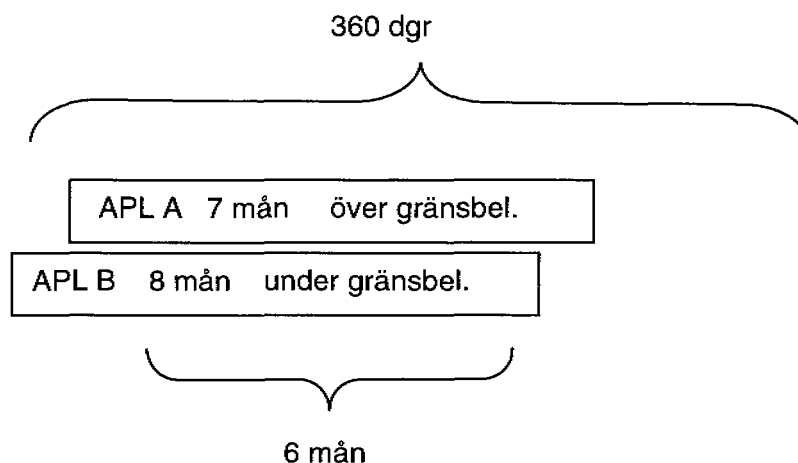 360 dgr
APL A 7 mån över gränsbel.
APL B 8 mån under gränsbel.
6 mån